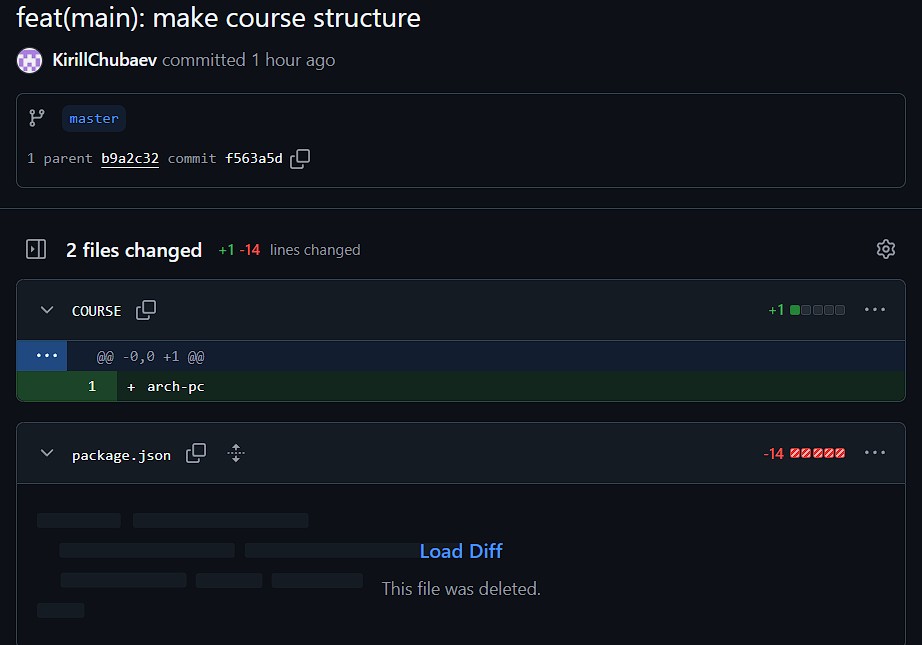 feat(main): make course structure
KirillChubaev committed 1 hour ago
master
1 parent b9a2c32 commit f563a5d
2 files changed +1 -14 lines changed
COURSE +1
@@ -0,0 +1 @@
1 + arch-pc
package.json -14
Load Diff
This file was deleted.